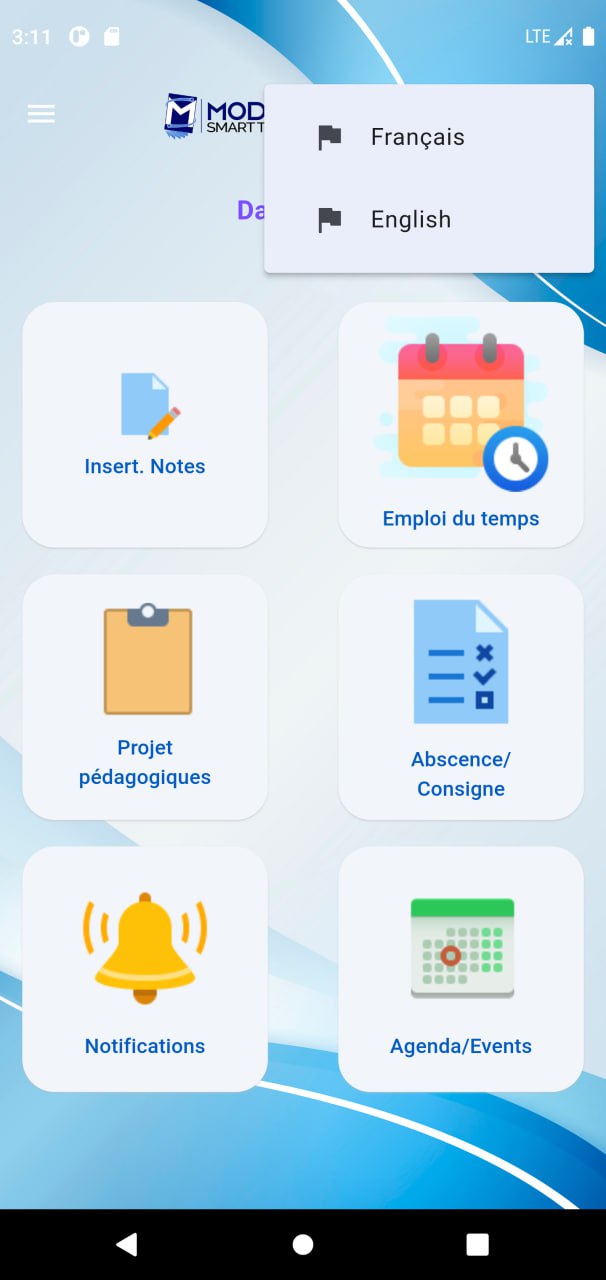 3:11
LTE
MOD
SMART T
Français
English
Da
Insert. Notes
Emploi du temps
Projet
pédagogiques
Abscence/
Consigne
Notifications
Agenda/Events